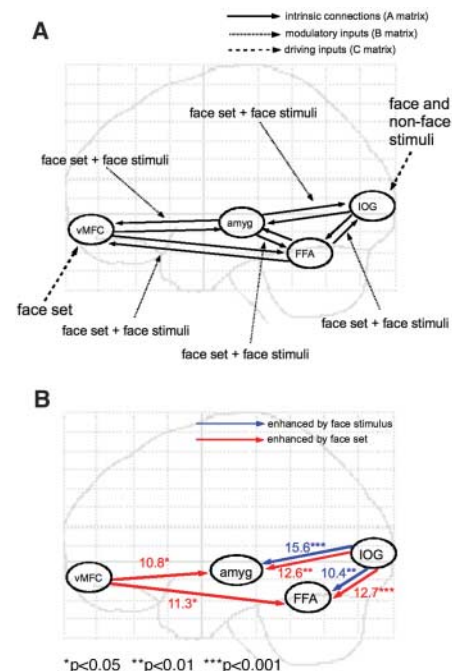 A
intrinsic connections (A matrix)
modulatory inputs (B matrix)
driving inputs (C matrix)
face and
non-face
stimuli
face set + face stimuli
face set + face stimuli
IOG
amyg
vMFC
FFA
face set
face set + face stimuli
face set + face stimuli
face set + face stimuli
B
enhanced by face stimulus
enhanced by face set
15.6***
IOG
10.8*
amyg
12.6**
10.4**
vMFC
FFA
12.7***
11.3*
*p<0.05 **p<0.01 ***p<0.001